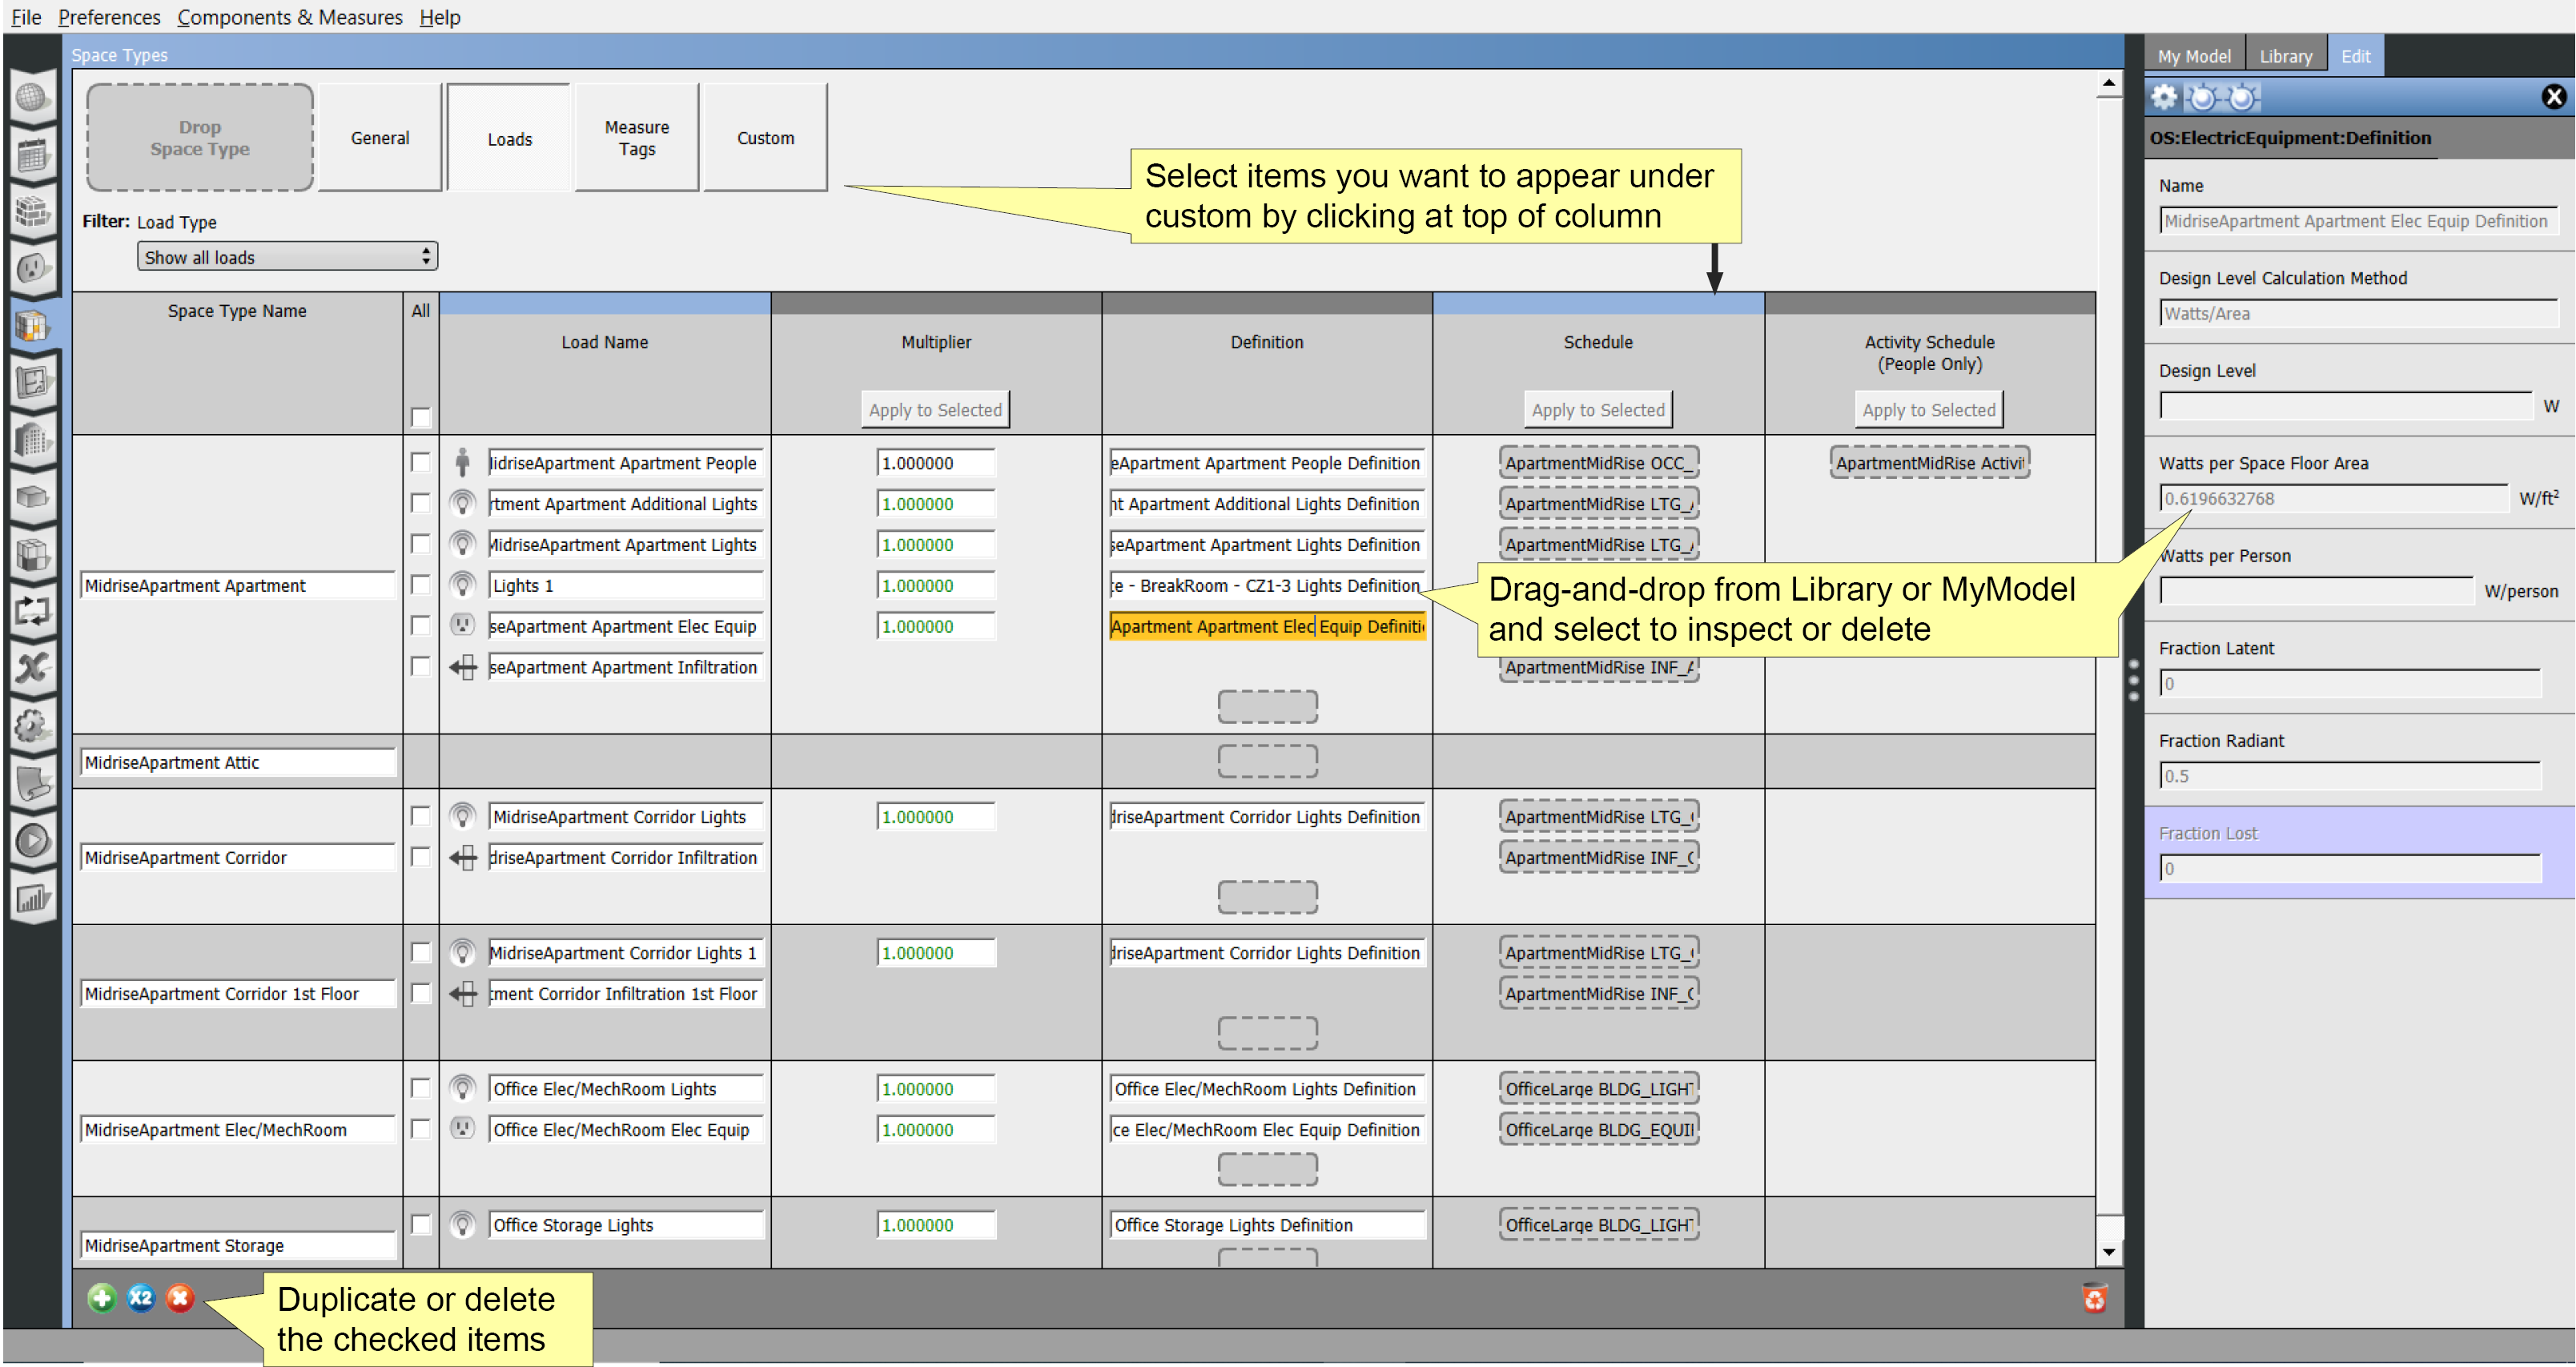 File Preferences Components & Measures Help
Space Types
Drop
Space Type
General
Loads
Measure
Tags
Custom
Select items you want to appear under
custom by clicking at top of column
Filter: Load Type
Show all loads
Space Type Name
All
Load Name
Multiplier
Definition
Schedule
Activity Schedule
(People Only)
Apply to Selected
Apply to Selected
Apply to Selected
MidriseApartment Apartment
lidriseApartment Apartment People
1.000000
eApartment Apartment People Definition
ApartmentMidRise OCC_
ApartmentMidRise Activit
rtment Apartment Additional Lights
1.000000
nt Apartment Additional Lights Definition
ApartmentMidRise LTG_
MidriseApartment Apartment Lights
1.000000
seApartment Apartment Lights Definition
ApartmentMidRise LTG_
Lights 1
1.000000
ce - BreakRoom - CZ1-3 Lights Definition
seApartment Apartment Elec Equip
1.000000
Apartment Apartment Elec Equip Definiti
seApartment Apartment Infiltration
ApartmentMidRise INF_
Drag-and-drop from Library or MyModel
and select to inspect or delete
MidriseApartment Attic
MidriseApartment Corridor
MidriseApartment Corridor Lights
1.000000
driseApartment Corridor Lights Definition
ApartmentMidRise LTG_
driseApartment Corridor Infiltration
ApartmentMidRise INF_
MidriseApartment Corridor 1st Floor
MidriseApartment Corridor Lights 1
1.000000
driseApartment Corridor Lights Definition
ApartmentMidRise LTG_
tment Corridor Infiltration 1st Floor
ApartmentMidRise INF_
MidriseApartment Elec/MechRoom
Office Elec/MechRoom Lights
1.000000
Office Elec/MechRoom Lights Definition
OfficeLarge BLDG_LIGHT
Office Elec/MechRoom Elec Equip
1.000000
ce Elec/MechRoom Elec Equip Definition
OfficeLarge BLDG_EQUI
MidriseApartment Storage
Office Storage Lights
1.000000
Office Storage Lights Definition
OfficeLarge BLDG_LIGHT
X2
Duplicate or delete
the checked items
My Model
Library
Edit
OS:ElectricEquipment:Definition
Name
MidriseApartment Apartment Elec Equip Definition
Design Level Calculation Method
Watts/Area
Design Level
W
Watts per Space Floor Area
0.6196632768
W/ft²
Watts per Person
W/person
Fraction Latent
0
Fraction Radiant
0.5
Fraction Lost
0